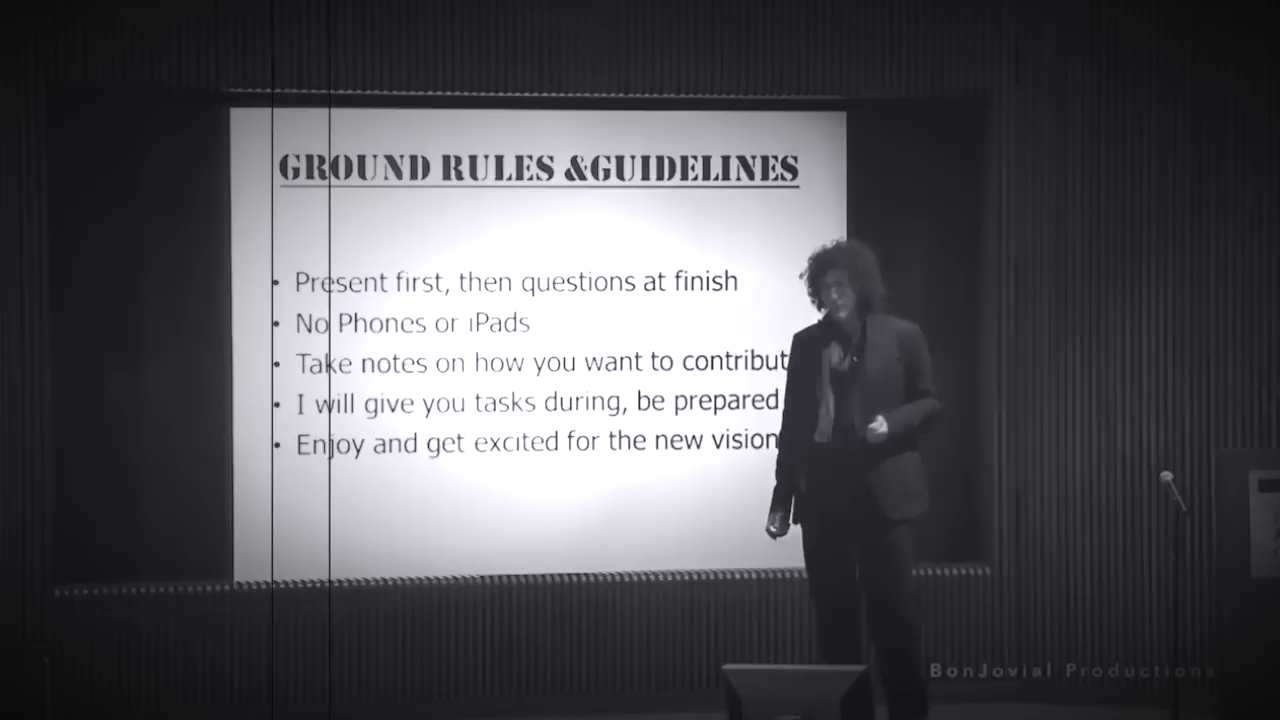 GROUND RULES &GUIDELINES
• Present first, then questions at finish
• No Phones or iPads
• Take notes on how you want to contribut
• I will give you tasks during, be prepared
• Enjoy and get excited for the new vision
BonJovial Productions